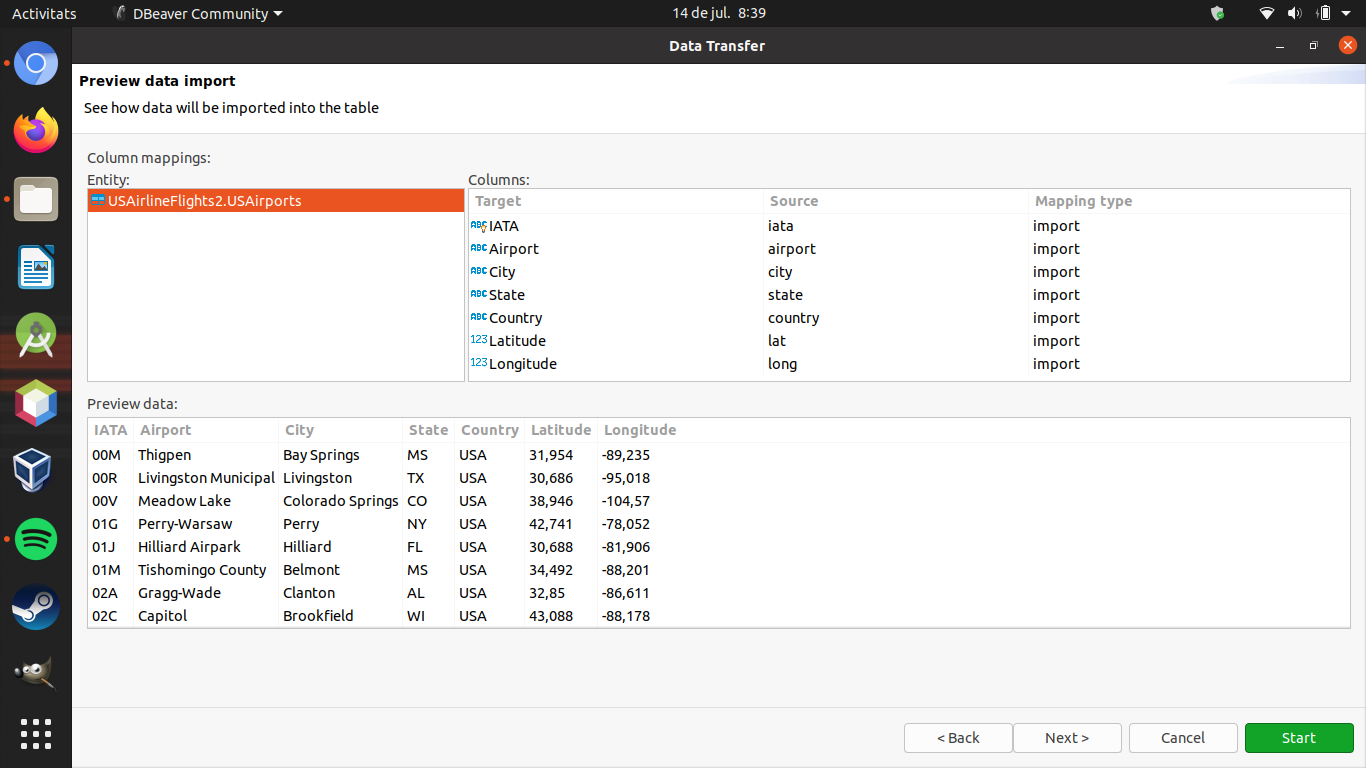 Activitats DBeaver Community 14 de jul. 8:39
Data Transfer
Preview data import
See how data will be imported into the table
Column mappings:
Entity:
USAirlineFlights2.USAirports
Columns:
Target Source Mapping type
ABC IATA iata import
ABC Airport airport import
ABC City city import
ABC State state import
ABC Country country import
123 Latitude lat import
123 Longitude long import
Preview data:
IATA Airport City State Country Latitude Longitude
00M Thigpen Bay Springs MS USA 31,954 -89,235
00R Livingston Municipal Livingston TX USA 30,686 -95,018
00V Meadow Lake Colorado Springs CO USA 38,946 -104,57
01G Perry-Warsaw Perry NY USA 42,741 -78,052
01J Hilliard Airpark Hilliard FL USA 30,688 -81,906
01M Tishomingo County Belmont MS USA 34,492 -88,201
02A Gragg-Wade Clanton AL USA 32,85 -86,611
02C Capitol Brookfield WI USA 43,088 -88,178
< Back Next > Cancel Start